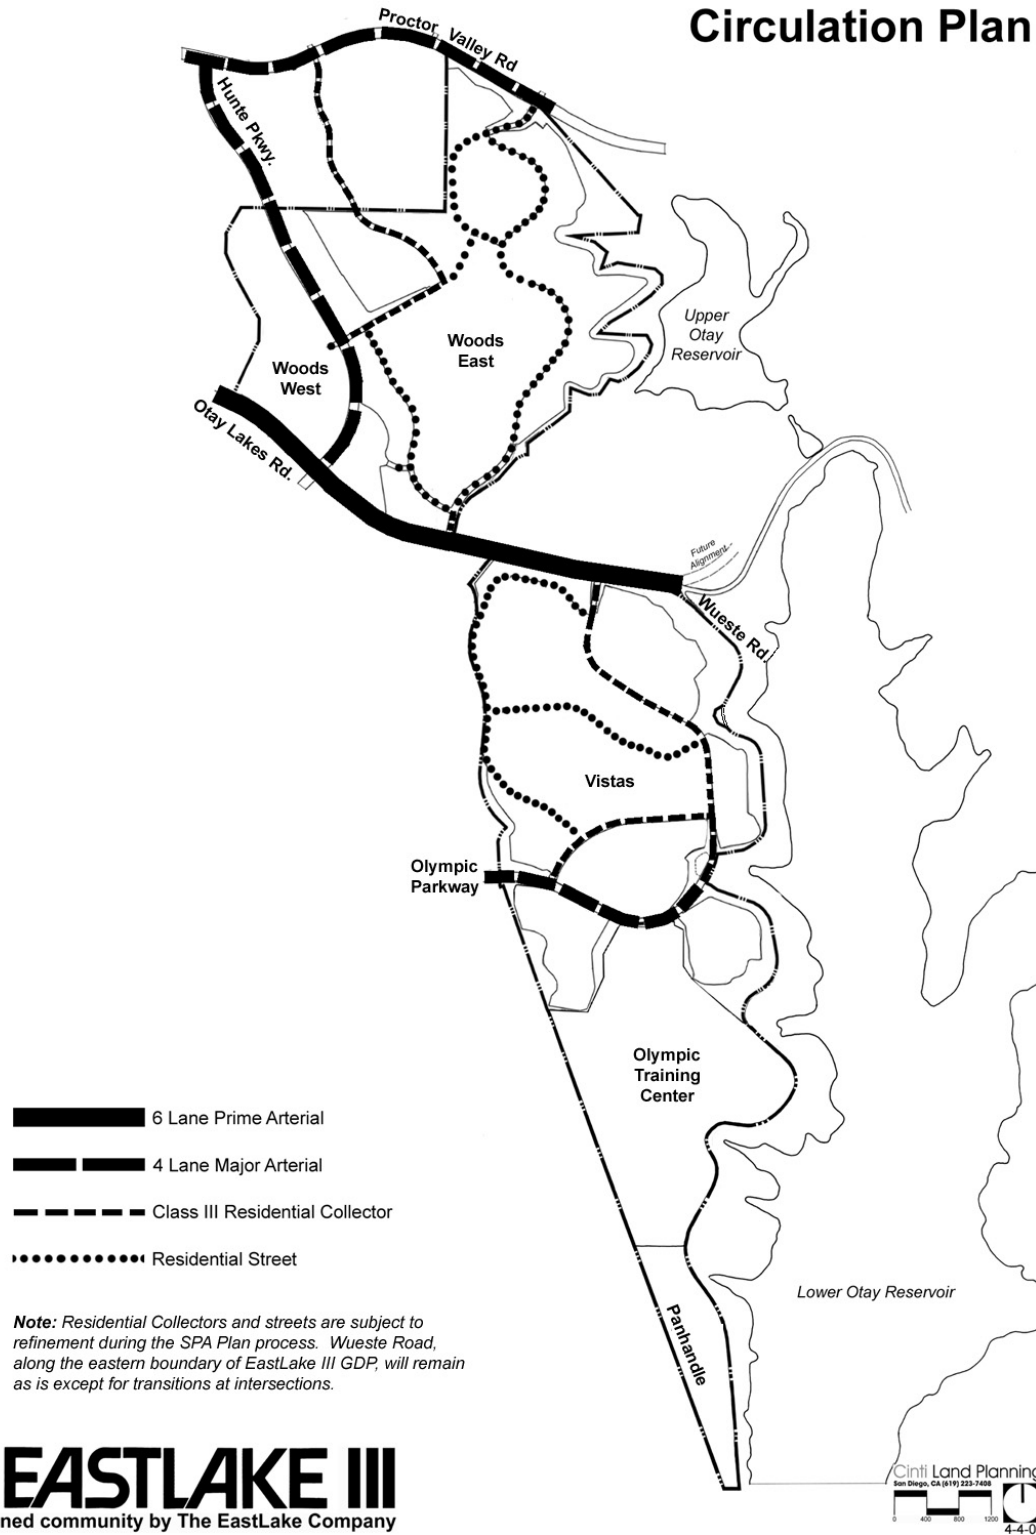 Circulation Plan
Proctor Valley Rd
Hunte Pkwy.
Upper
Otay
Reservoir
Woods
East
Woods
West
Otay Lakes Rd.
Future
Alignment
Wueste Rd.
Vistas
Olympic
Parkway
Olympic
Training
Center
6 Lane Prime Arterial
4 Lane Major Arterial
Class III Residential Collector
Residential Street
Lower Otay Reservoir
Panhandle
Note: Residential Collectors and streets are subject to
refinement during the SPA Plan process. Wueste Road,
along the eastern boundary of EastLake III GDP, will remain
as is except for transitions at intersections.
EASTLAKE III
ned community by The EastLake Company
Cinti Land Planning
San Diego, CA (619) 223-7408
0 400 800 1200
4-4-0